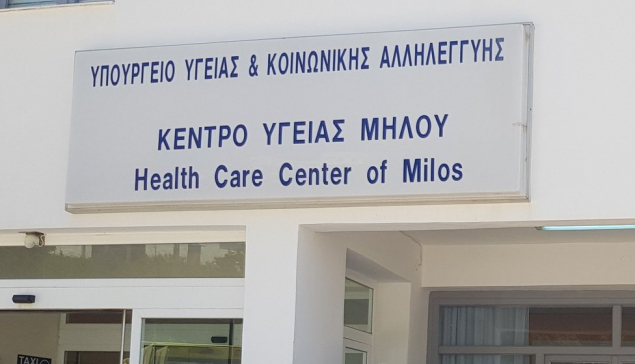 ΥΠΟΥΡΓΕΙΟ ΥΓΕΙΑΣ & ΚΟΙΝΩΝΙΚΗΣ ΑΛΛΗΛΕΓΓΥΗΣ
ΚΕΝΤΡΟ ΥΓΕΙΑΣ ΜΗΛΟΥ
Health Care Center of Milos
TAXI